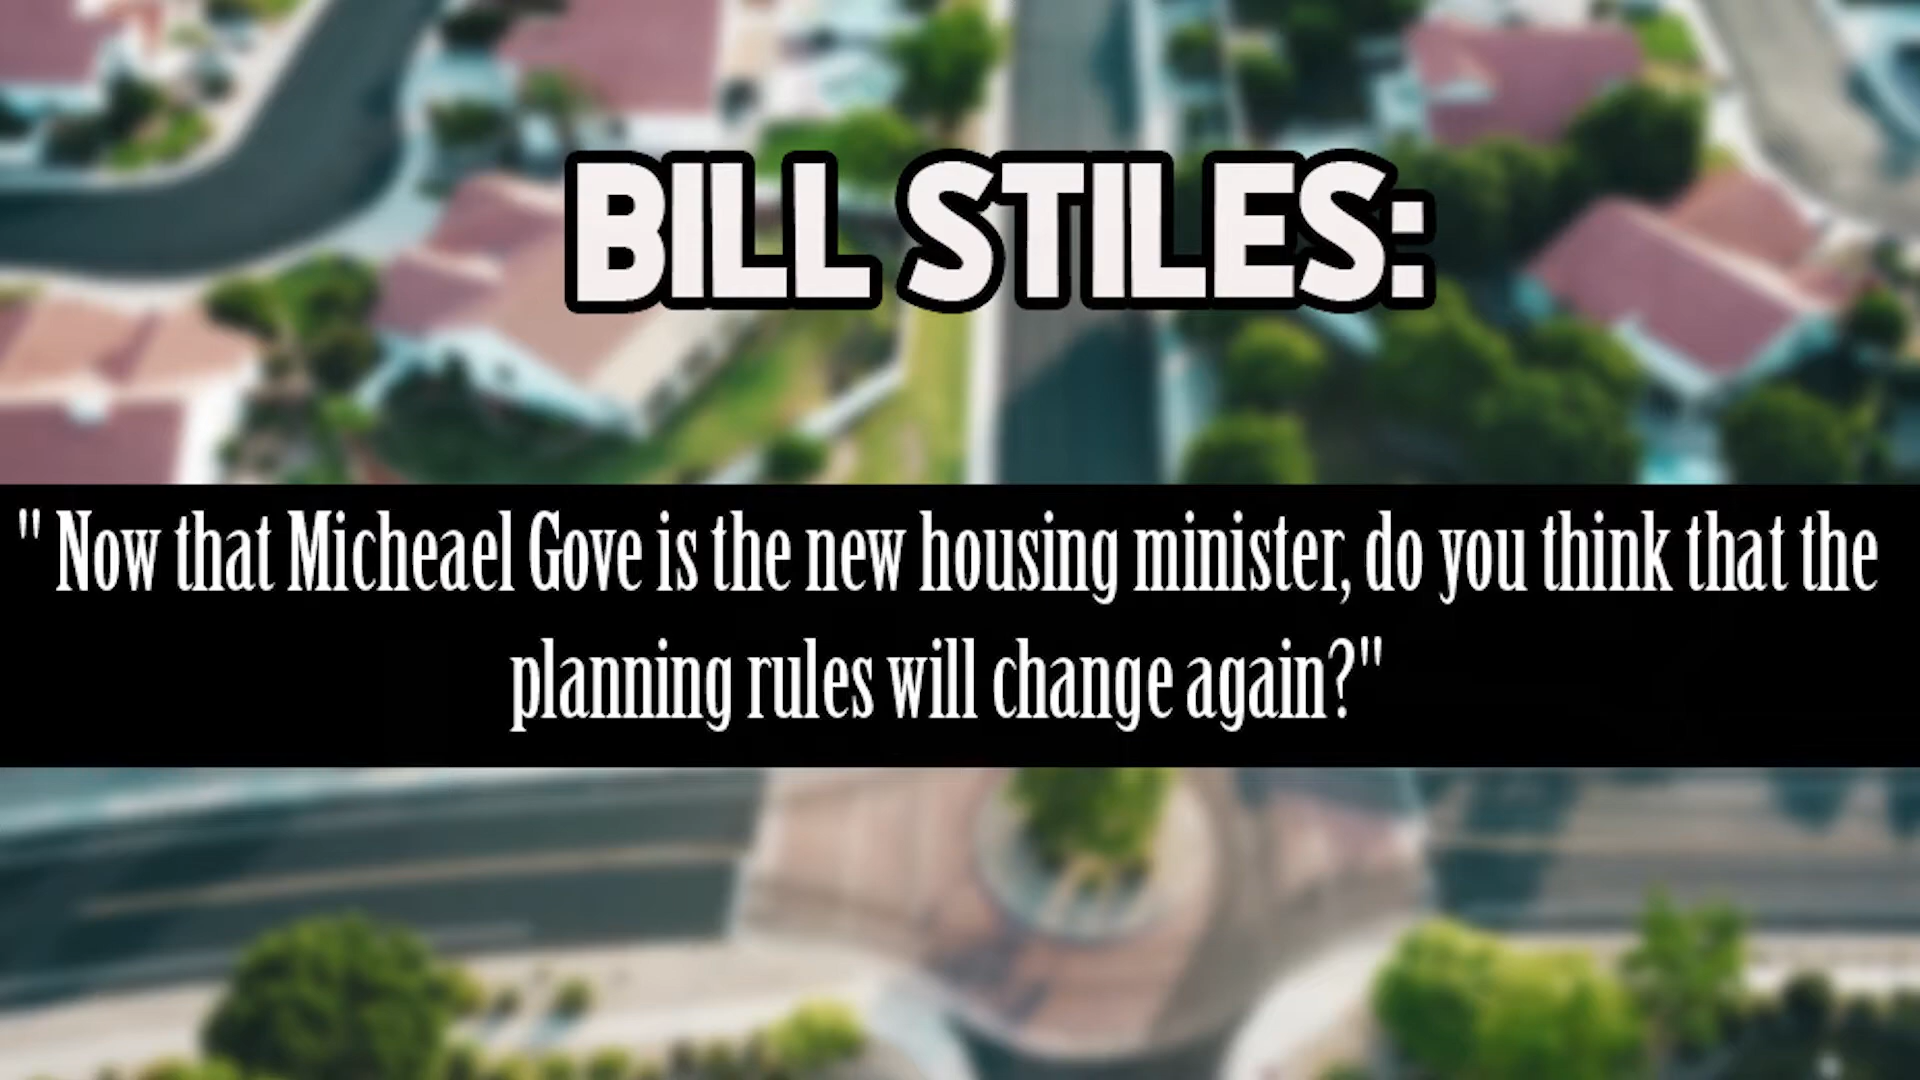 BILL STILES:
" Now that Micheael Gove is the new housing minister, do you think that the
planning rules will change again?"